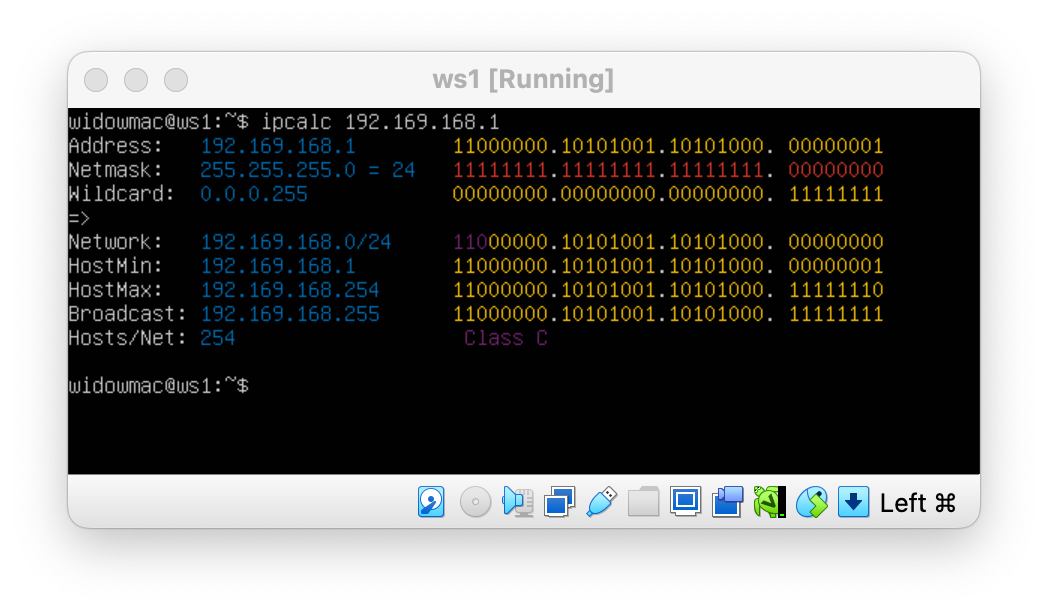 ws1 [Running]
widowmac@ws1:~$ ipcalc 192.169.168.1
Address: 192.169.168.1 11000000.10101001.10101000. 00000001
Netmask: 255.255.255.0 = 24 11111111.11111111.11111111. 00000000
Wildcard: 0.0.0.255 00000000.00000000.00000000. 11111111
=>
Network: 192.169.168.0/24 11000000.10101001.10101000. 00000000
HostMin: 192.169.168.1 11000000.10101001.10101000. 00000001
HostMax: 192.169.168.254 11000000.10101001.10101000. 11111110
Broadcast: 192.169.168.255 11000000.10101001.10101000. 11111111
Hosts/Net: 254 Class C
widowmac@ws1:~$
Left ⌘